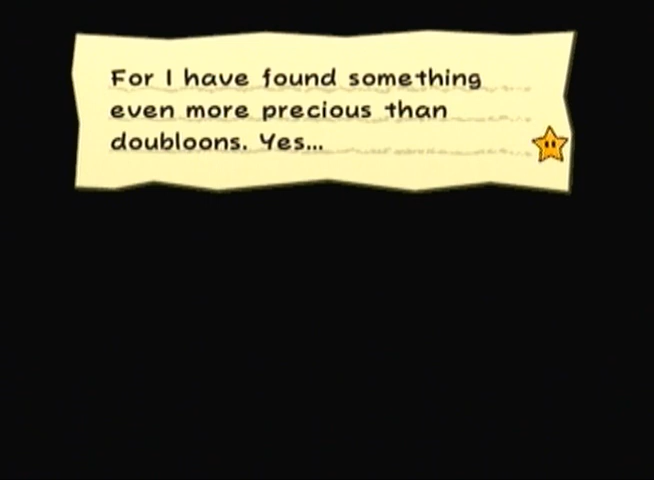 For I have found something
even more precious than
doubloons. Yes...